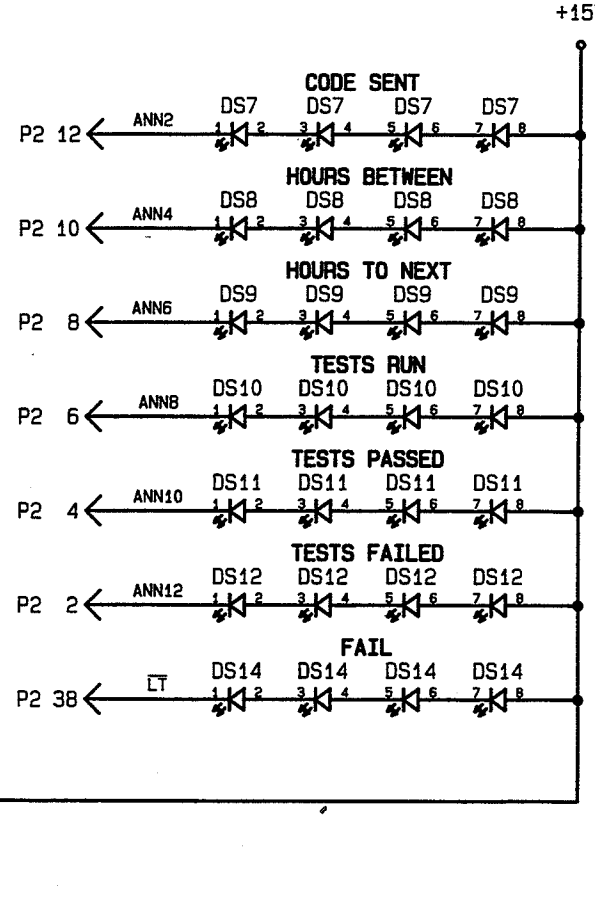 +15
CODE SENT
DS7 DS7 DS7 DS7
P2 12 ANN2 1 2 3 4 5 6 7 8
HOURS BETWEEN
DS8 DS8 DS8 DS8
P2 10 ANN4 1 2 3 4 5 6 7 8
HOURS TO NEXT
DS9 DS9 DS9 DS9
P2 8 ANN6 1 2 3 4 5 6 7 8
TESTS RUN
DS10 DS10 DS10 DS10
P2 6 ANN8 1 2 3 4 5 6 7 8
TESTS PASSED
DS11 DS11 DS11 DS11
P2 4 ANN10 1 2 3 4 5 6 7 8
TESTS FAILED
DS12 DS12 DS12 DS12
P2 2 ANN12 1 2 3 4 5 6 7 8
FAIL
DS14 DS14 DS14 DS14
P2 38 L̅T̅ 1 2 3 4 5 6 7 8